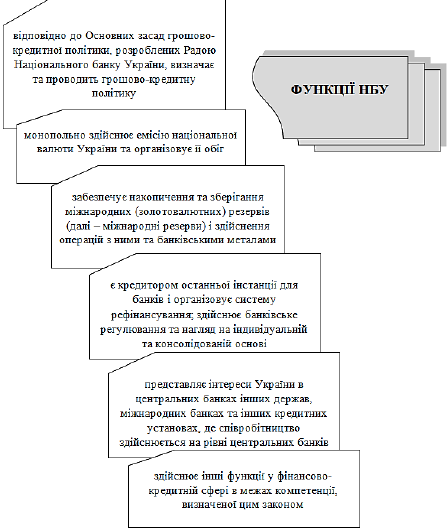 відповідно до Основних засад грошово-
кредитної політики, розроблених Радою
Національного банку України, визначає
та проводить грошово-кредитну
політику
ФУНКЦІЇ НБУ
монопольно здійснює емісію національної
валюти України та організовує її обіг
забезпечує накопичення та зберігання
міжнародних (золотовалютних) резервів
(далі – міжнародні резерви) і здійснення
операцій з ними та банківськими металами
є кредитором останньої інстанції для
банків і організовує систему
рефінансування; здійснює банківське
регулювання та нагляд на індивідуальній
та консолідованій основі
представляє інтереси України в
центральних банках інших держав,
міжнародних банках та інших кредитних
установах, де співробітництво
здійснюється на рівні центральних банків
здійснює інші функції у фінансово-
кредитній сфері в межах компетенції,
визначеної цим законом